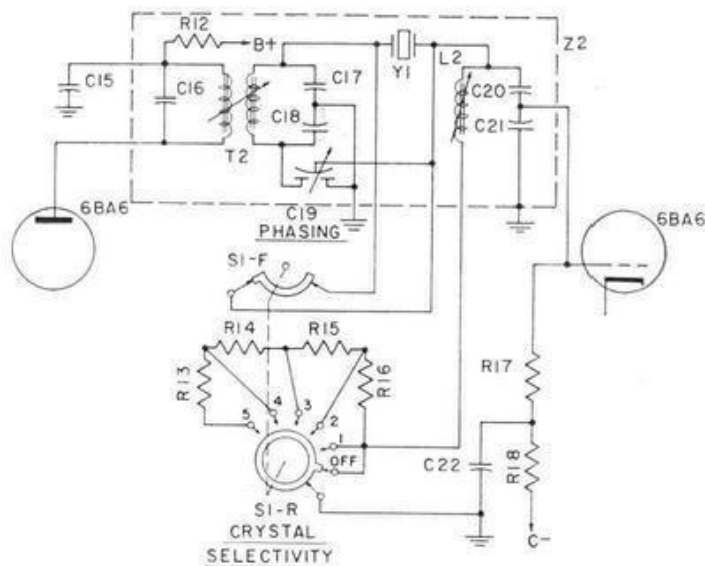 R12
B+
Z2
C15
C16
C17
Y1
L2
C20
C18
C21
T2
6BA6
C19
PHASING
6BA6
S1-F
R14
R15
R13
R16
R17
4
3
5
2
1
OFF
C22
R18
S1-R
CRYSTAL
SELECTIVITY
C-